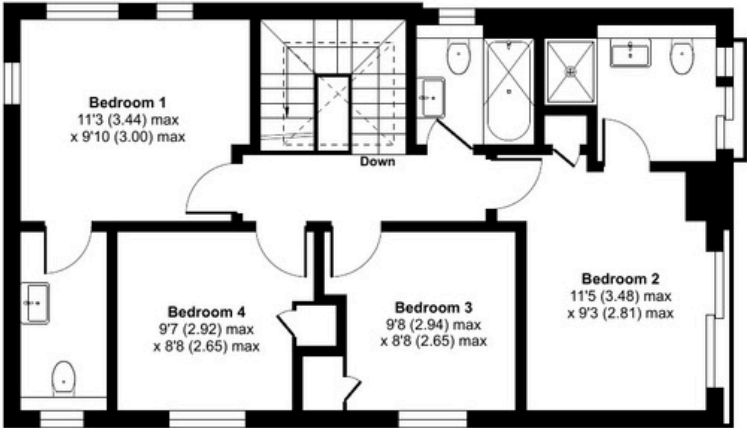 Bedroom 1
11'3 (3.44) max
x 9'10 (3.00) max
Down
Bedroom 2
11'5 (3.48) max
x 9'3 (2.81) max
Bedroom 4
9'7 (2.92) max
x 8'8 (2.65) max
Bedroom 3
9'8 (2.94) max
x 8'8 (2.65) max